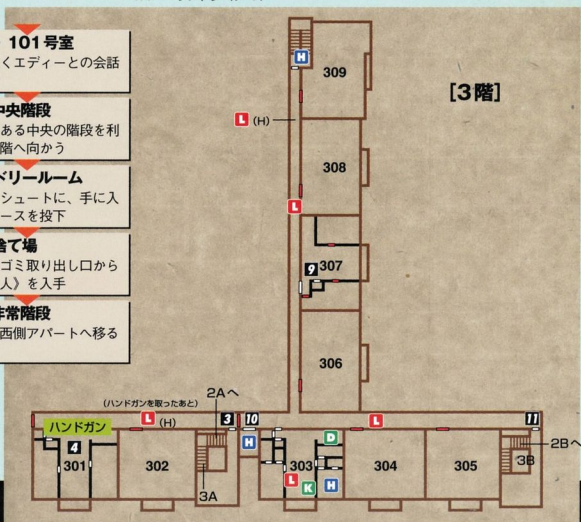 101号室
くエディーとの会話
中央階段
ある中央の階段を利
階へ向かう
ドリールーム
シュートに、手に入
ースを投下
捨て場
ゴミ取り出し口から
人》を入手
非常階段
西側アパートへ移る
[3階]
H
309
L (H)
308
L
307
9
306
2Aへ
(ハンドガンを取ったあと)
L (H)
3
10
L
11
ハンドガン
4
301
302
3A
H
303
D
L
K
H
304
305
3B
2Bへ